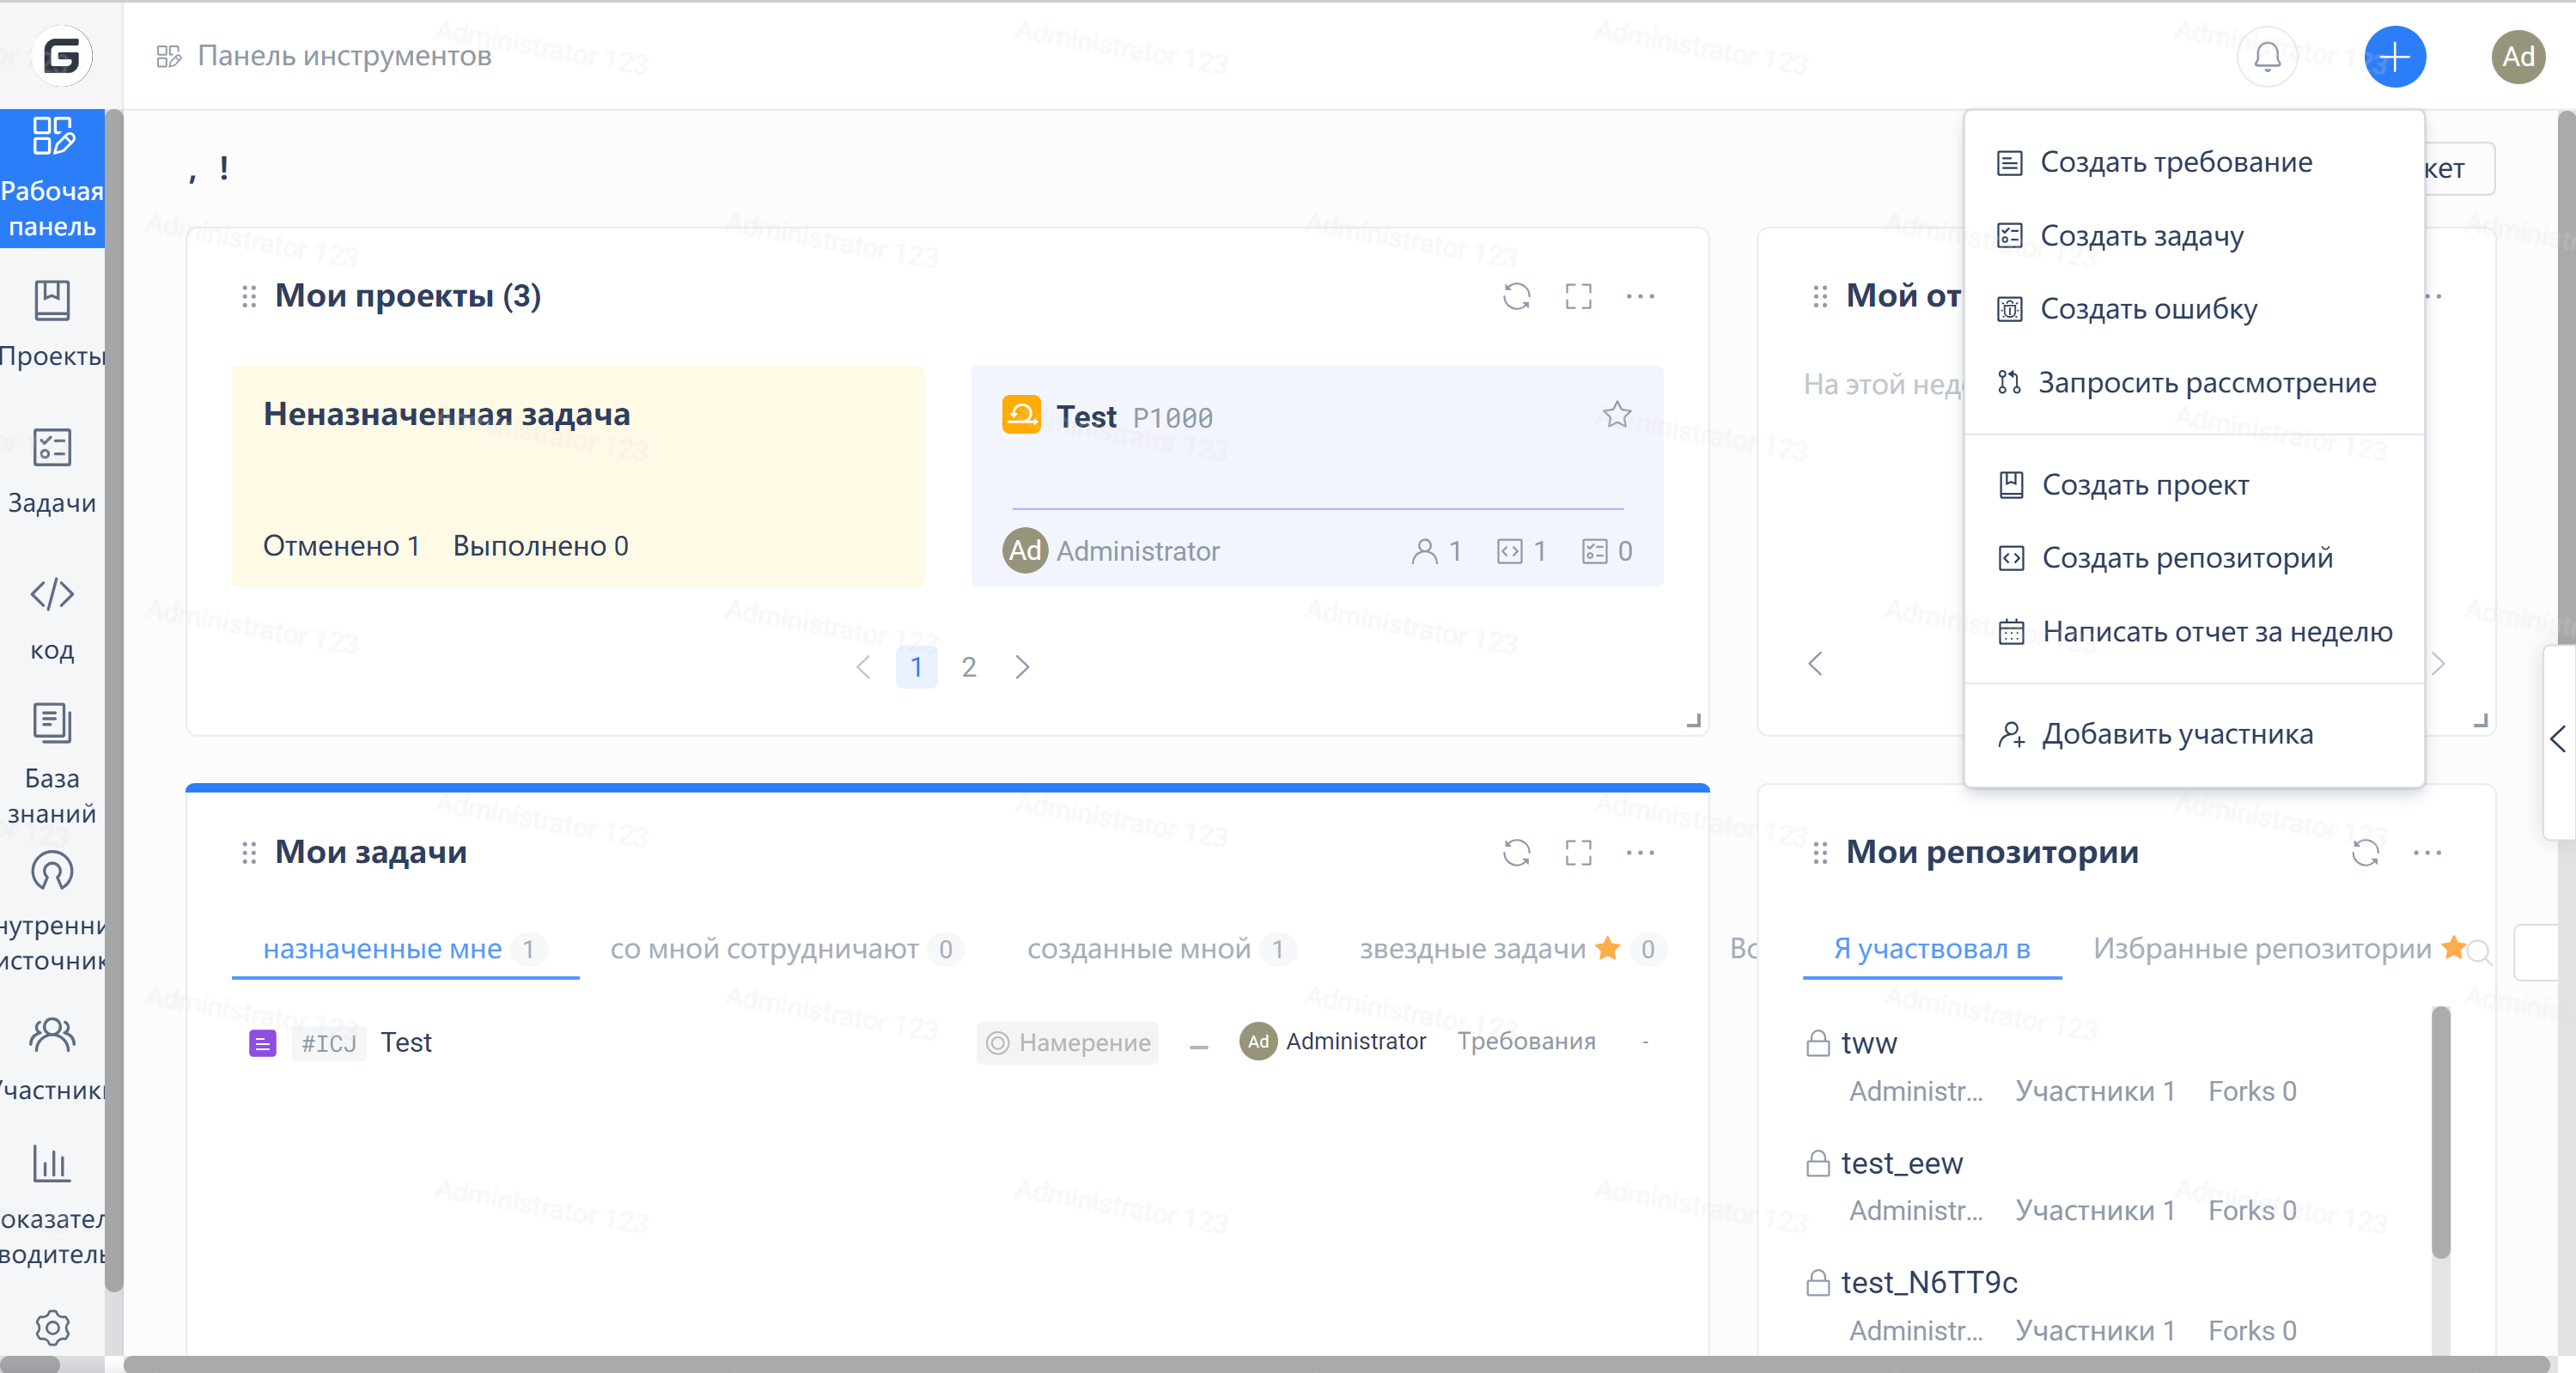 Панель инструментов
Ad
Рабочая
панель
Проекты
Задачи
код
База
знаний
нутренни
источник
частник
оказател
водитель
, !
кет
Мои проекты (3)
Неназначенная задача
Отменено 1 Выполнено 0
Test P1000
Ad Administrator 1 1 0
1 2
Мой от
На этой нед
Создать требование
Создать задачу
Создать ошибку
Запросить рассмотрение
Создать проект
Создать репозиторий
Написать отчет за неделю
Добавить участника
Мои задачи
назначенные мне 1 со мной сотрудничают 0 созданные мной 1 звездные задачи 0 Вс
#ICJ Test Намерение – Ad Administrator Требования -
Мои репозитории
Я участвовал в Избранные репозитории
tww
Administr... Участники 1 Forks 0
test_eew
Administr... Участники 1 Forks 0
test_N6TT9c
Administr... Участники 1 Forks 0
Administrator 123